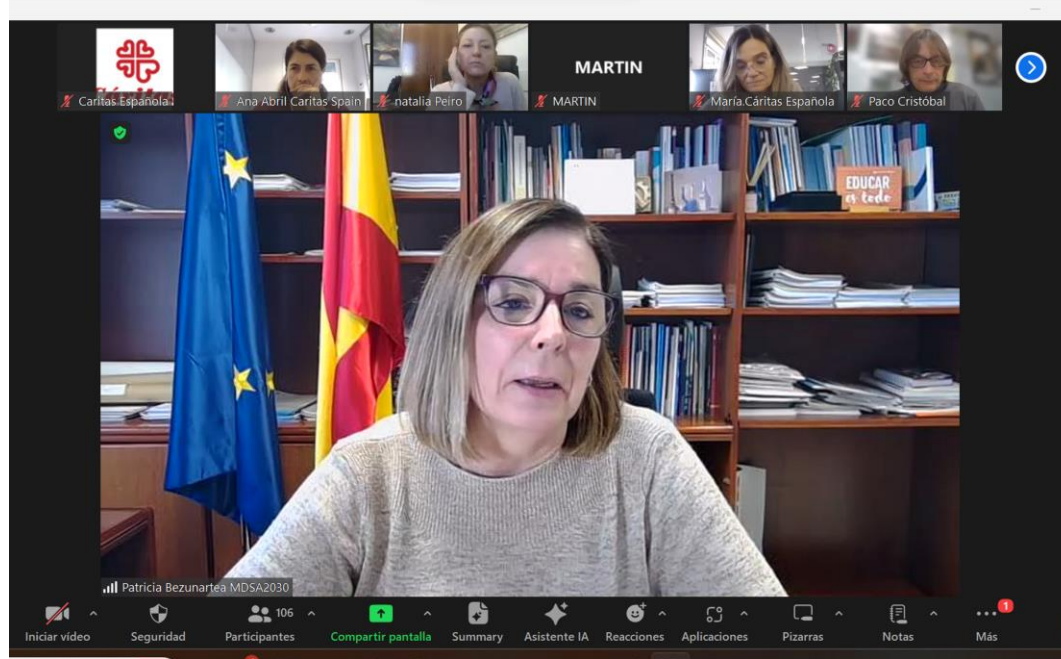 Cáritas
Caritas Española.
Ana Abril Caritas Spain
natalia Peiro
MARTIN
MARTIN
María.Cáritas Española
Paco Cristóbal
EDUCAR
es todo
Patricia Bezunartea MDSA2030
Iniciar vídeo
Seguridad
106
Participantes
Compartir pantalla
Summary
Asistente IA
Reacciones
Aplicaciones
Pizarras
Notas
1
Más